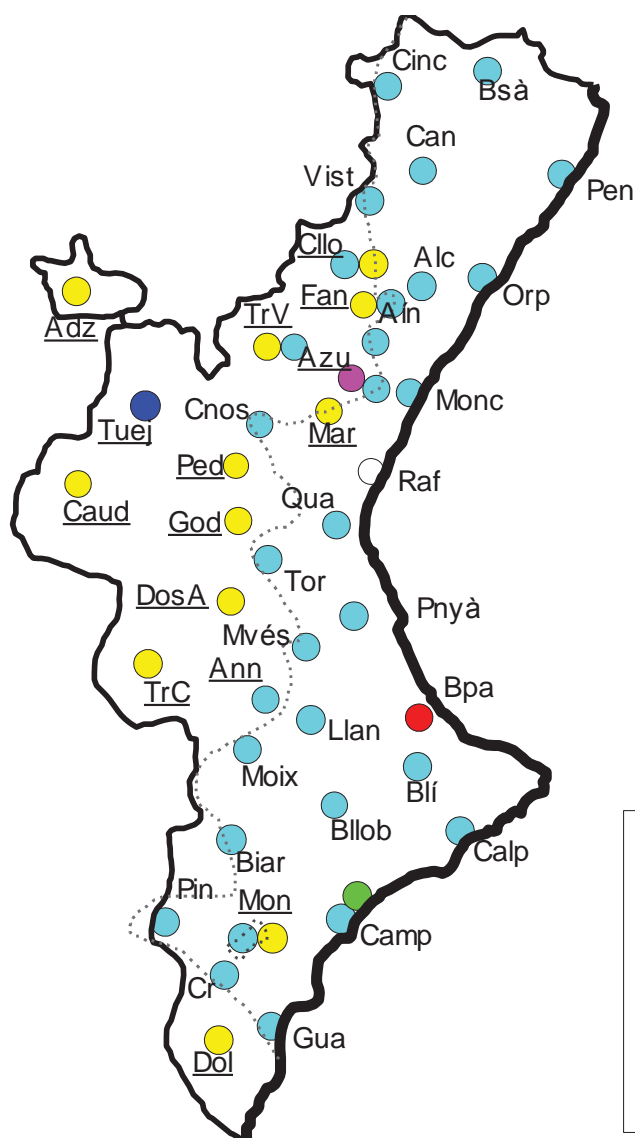 Cinc
Bsà
Can
Pen
Vist
Cllo
Alc
Fan
Aín
Orp
Adz
TrV
Azu
Monc
Cnos
Mar
Tuej
Ped
Raf
Caud
Qua
God
Tor
DosA
Pnyà
Mvés
Ann
TrC
Bpa
Llan
Moix
Blí
Bllob
Calp
Biar
Pin
Mon
Camp
Cr
Gua
Dol